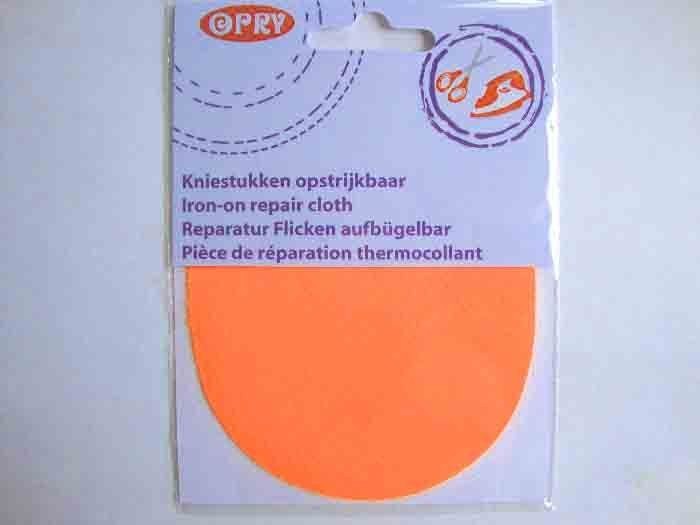 OPRY
Kniestukken opstrijkbaar
Iron-on repair cloth
Reparatur Flicken aufbügelbar
Pièce de réparation thermocollant